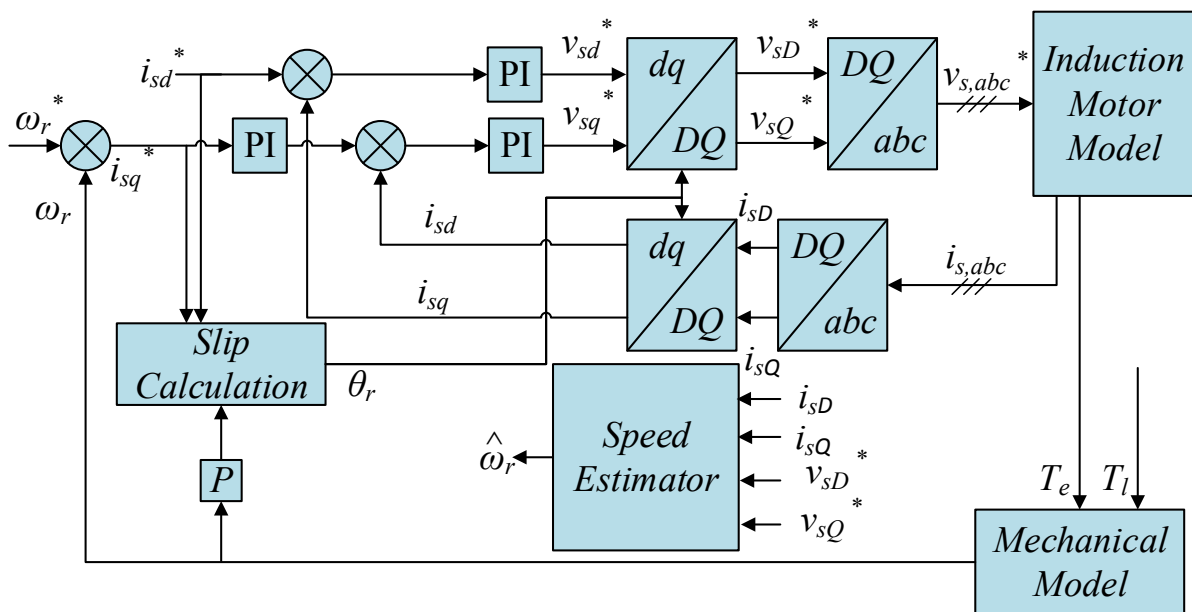 i_sd* PI v_sd* dq DQ v_sD* DQ abc v_s,abc* Induction Motor Model
ω_r* i_sq* PI PI v_sq* v_sQ*
ω_r
i_sd dq DQ i_sD DQ abc i_s,abc
i_sq
Slip Calculation
θ_r
i_sQ
Speed Estimator
i_sD
i_sQ
v_sD*
v_sQ*
ω̂_r
P
T_e T_l
Mechanical Model